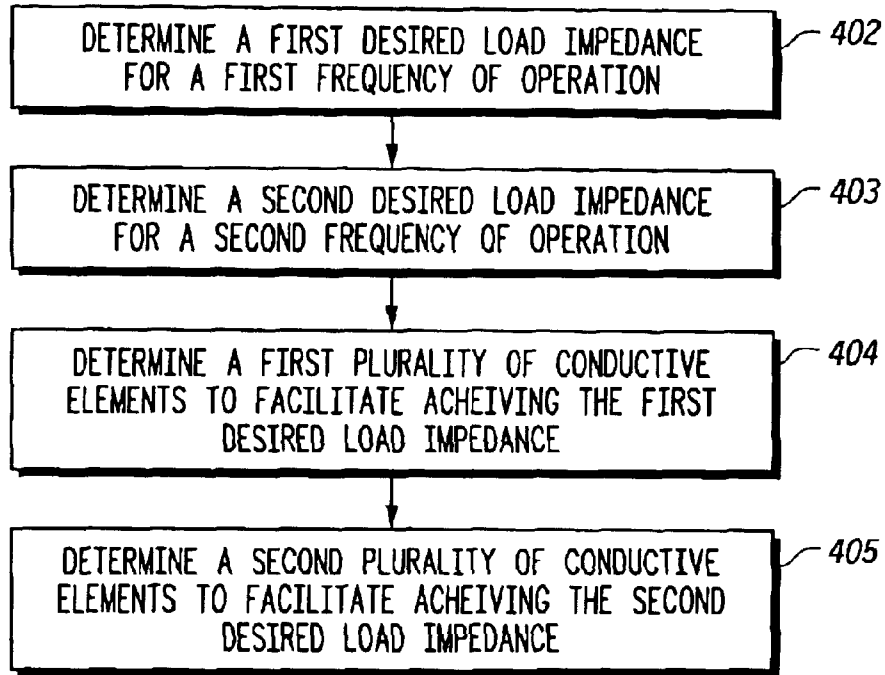 DETERMINE A FIRST DESIRED LOAD IMPEDANCE
FOR A FIRST FREQUENCY OF OPERATION
402
DETERMINE A SECOND DESIRED LOAD IMPEDANCE
FOR A SECOND FREQUENCY OF OPERATION
403
DETERMINE A FIRST PLURALITY OF CONDUCTIVE
ELEMENTS TO FACILITATE ACHEIVING THE FIRST
DESIRED LOAD IMPEDANCE
404
DETERMINE A SECOND PLURALITY OF CONDUCTIVE
ELEMENTS TO FACILITATE ACHEIVING THE SECOND
DESIRED LOAD IMPEDANCE
405